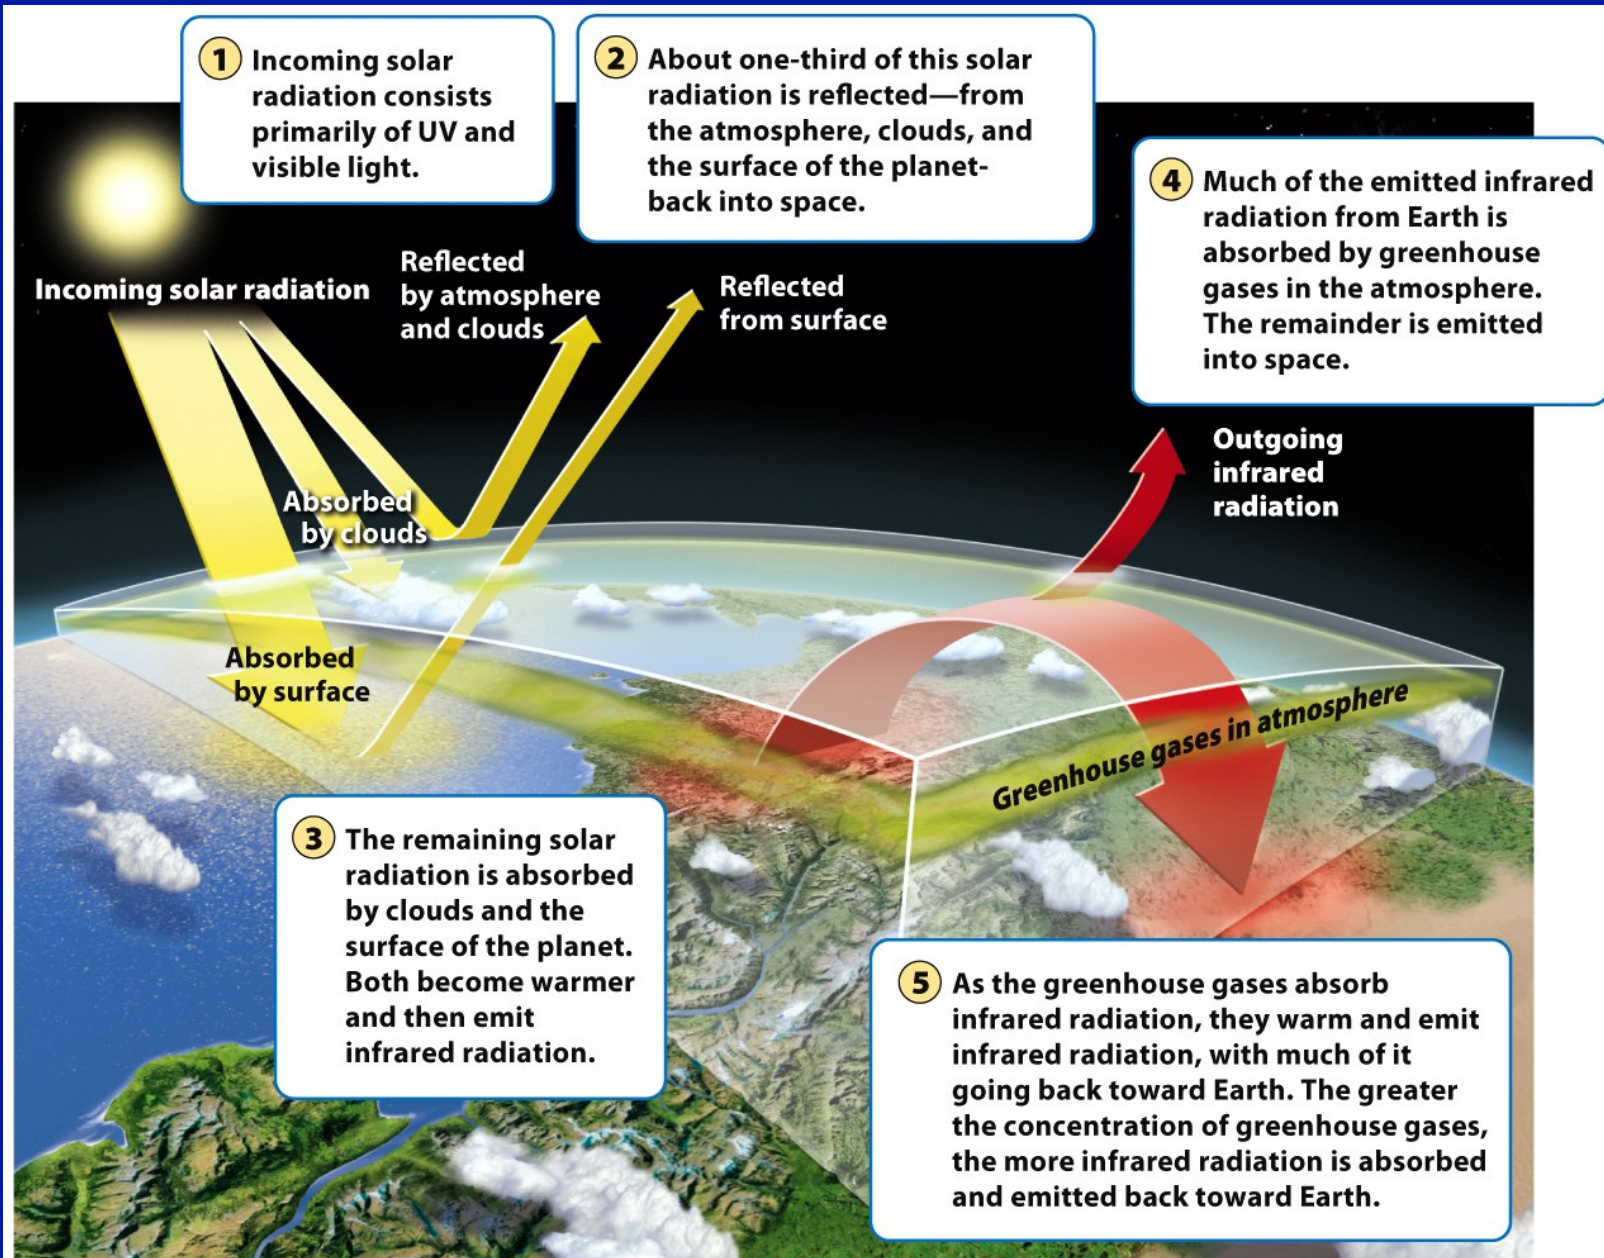 1 Incoming solar
radiation consists
primarily of UV and
visible light.
2 About one-third of this solar
radiation is reflected—from
the atmosphere, clouds, and
the surface of the planet-
back into space.
4 Much of the emitted infrared
radiation from Earth is
absorbed by greenhouse
gases in the atmosphere.
The remainder is emitted
into space.
Incoming solar radiation
Reflected
by atmosphere
and clouds
Reflected
from surface
Outgoing
infrared
radiation
Absorbed
by clouds
Absorbed
by surface
Greenhouse gases in atmosphere
3 The remaining solar
radiation is absorbed
by clouds and the
surface of the planet.
Both become warmer
and then emit
infrared radiation.
5 As the greenhouse gases absorb
infrared radiation, they warm and emit
infrared radiation, with much of it
going back toward Earth. The greater
the concentration of greenhouse gases,
the more infrared radiation is absorbed
and emitted back toward Earth.